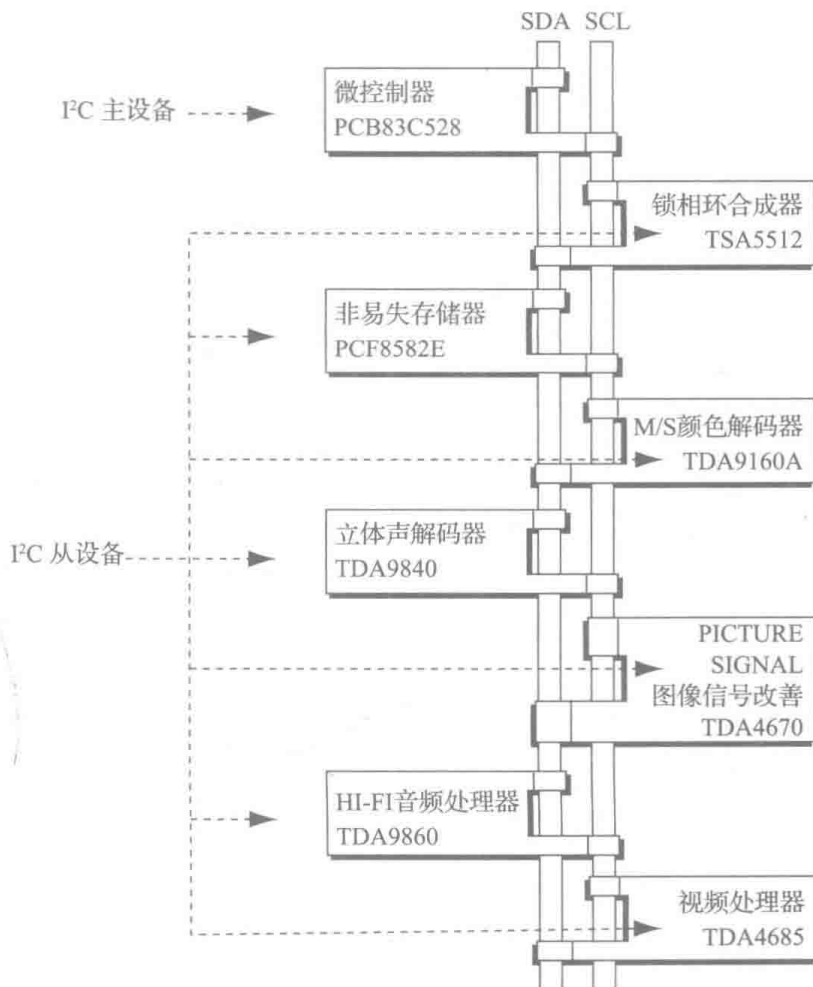 SDA SCL
微控制器
PCB83C528
I²C 主设备
锁相环合成器
TSA5512
非易失存储器
PCF8582E
M/S颜色解码器
TDA9160A
立体声解码器
TDA9840
I²C 从设备
PICTURE
SIGNAL
图像信号改善
TDA4670
HI-FI音频处理器
TDA9860
视频处理器
TDA4685